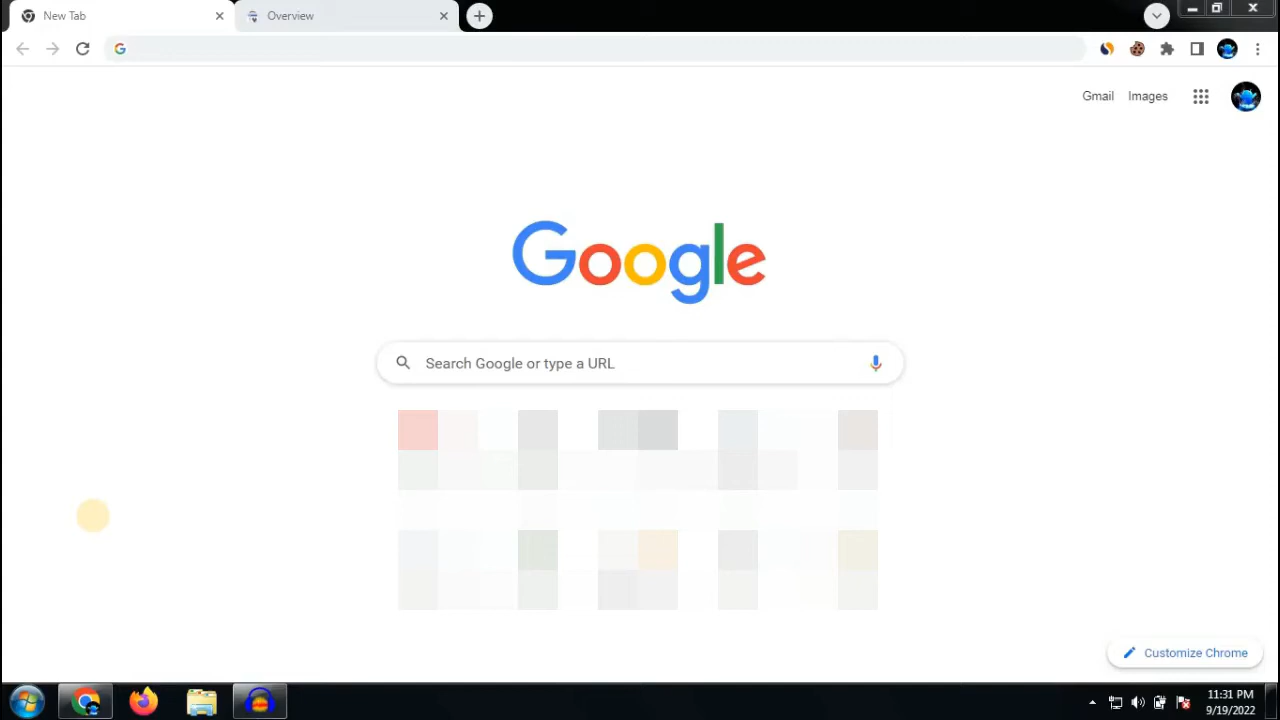 New Tab
Overview
Gmail
Images
Google
Search Google or type a URL
Customize Chrome
11:31 PM
9/19/2022